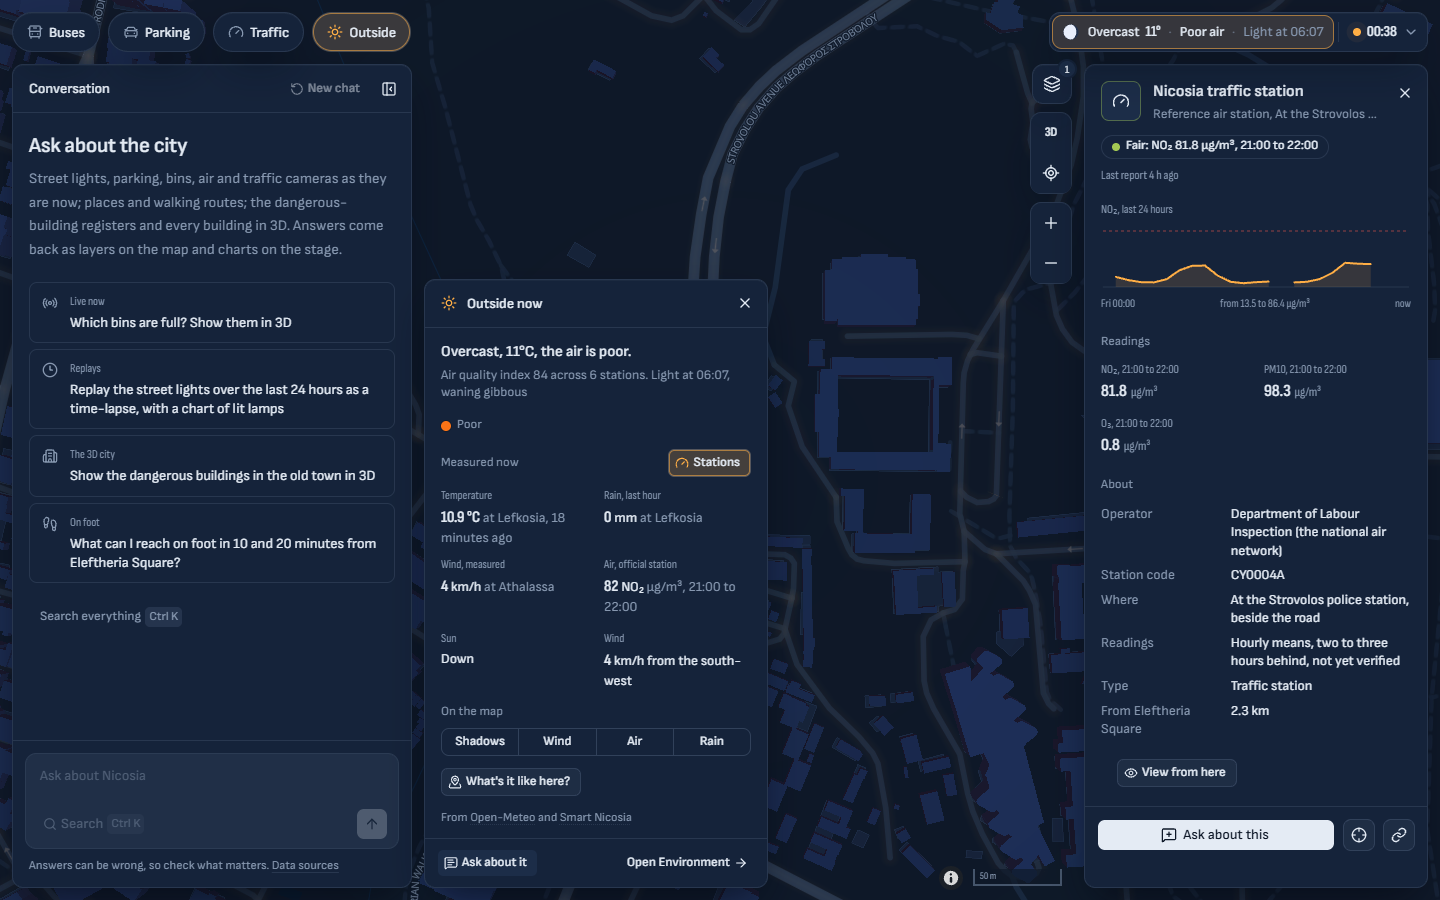 Buses
Parking
Traffic
Outside
Overcast 11° · Poor air · Light at 06:07
00:38
Conversation
New chat
Ask about the city
Street lights, parking, bins, air and traffic cameras as they
are now; places and walking routes; the dangerous-
building registers and every building in 3D. Answers come
back as layers on the map and charts on the stage.
Live now
Which bins are full? Show them in 3D
Replays
Replay the street lights over the last 24 hours as a
time-lapse, with a chart of lit lamps
The 3D city
Show the dangerous buildings in the old town in 3D
On foot
What can I reach on foot in 10 and 20 minutes from
Eleftheria Square?
Search everything Ctrl K
Ask about Nicosia
Search Ctrl K
Answers can be wrong, so check what matters. Data sources
STROVOLOU AVENUE ΛΕΩΦΟΡΟΣ ΣΤΡΟΒΟΛΟΥ
Outside now
Overcast, 11°C, the air is poor.
Air quality index 84 across 6 stations. Light at 06:07,
waning gibbous
Poor
Measured now
Stations
Temperature
10.9 °C at Lefkosia, 18
minutes ago
Rain, last hour
0 mm at Lefkosia
Wind, measured
4 km/h at Athalassa
Air, official station
82 NO₂ µg/m³, 21:00 to
22:00
Sun
Down
Wind
4 km/h from the south-
west
On the map
Shadows
Wind
Air
Rain
What's it like here?
From Open-Meteo and Smart Nicosia
Ask about it
Open Environment
1
3D
50 m
Nicosia traffic station
Reference air station, At the Strovolos ...
Fair: NO₂ 81.8 µg/m³, 21:00 to 22:00
Last report 4 h ago
NO₂, last 24 hours
Fri 00:00
from 13.5 to 86.4 µg/m³
now
Readings
NO₂, 21:00 to 22:00
81.8 µg/m³
PM10, 21:00 to 22:00
98.3 µg/m³
O₃, 21:00 to 22:00
0.8 µg/m³
About
Operator
Department of Labour
Inspection (the national air
network)
Station code
CY0004A
Where
At the Strovolos police station,
beside the road
Readings
Hourly means, two to three
hours behind, not yet verified
Type
Traffic station
From Eleftheria
Square
2.3 km
View from here
Ask about this